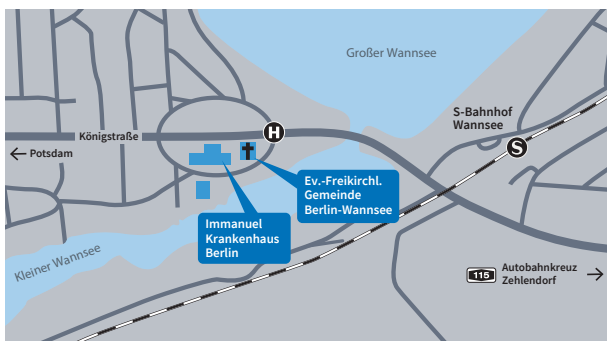 Großer Wannsee
S-Bahnhof
Wannsee
Königstraße
H
S
Potsdam
Ev.-Freikirchl.
Gemeinde
Berlin-Wannsee
Immanuel
Krankenhaus
Berlin
Kleiner Wannsee
115
Autobahnkreuz
Zehlendorf